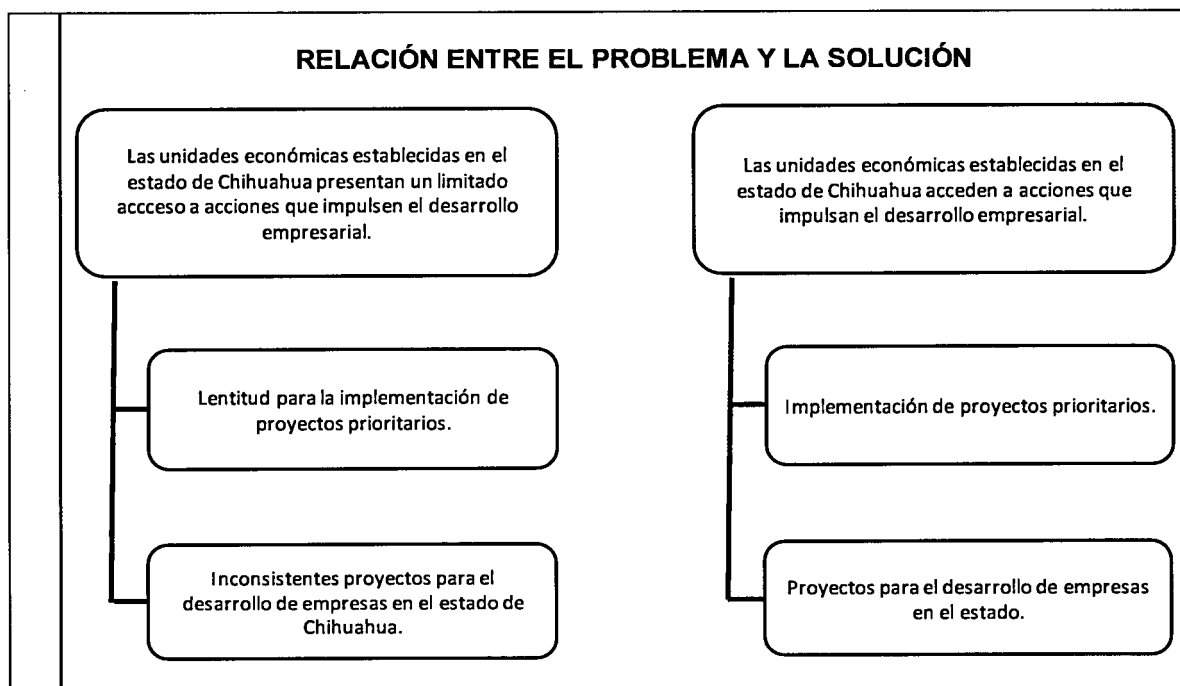 RELACIÓN ENTRE EL PROBLEMA Y LA SOLUCIÓN
Las unidades económicas establecidas en el
estado de Chihuahua presentan un limitado
accceso a acciones que impulsen el desarrollo
empresarial.
Lentitud para la implementación de
proyectos prioritarios.
Inconsistentes proyectos para el
desarrollo de empresas en el estado de
Chihuahua.
Las unidades económicas establecidas en el
estado de Chihuahua acceden a acciones que
impulsan el desarrollo empresarial.
Implementación de proyectos prioritarios.
Proyectos para el desarrollo de empresas
en el estado.